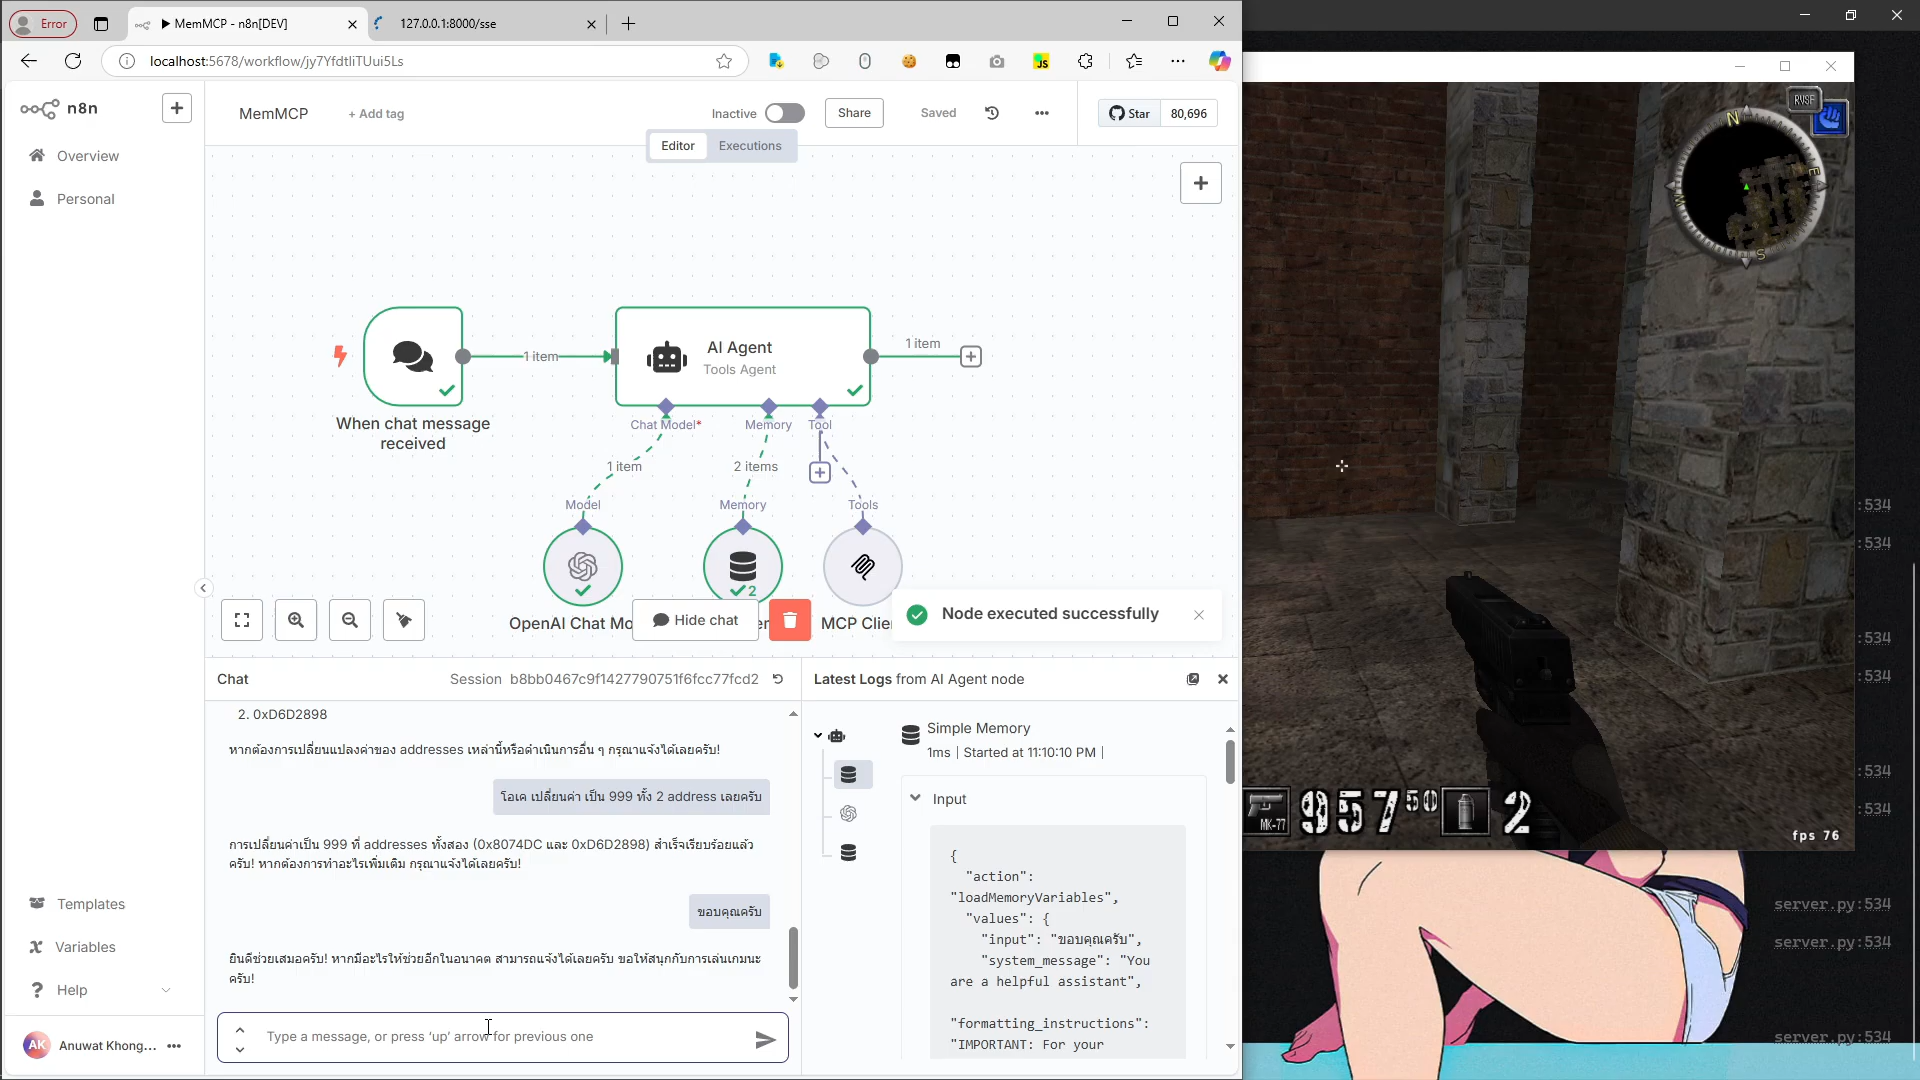 Error
MemMCP - n8n[DEV]
127.0.0.1:8000/sse
localhost:5678/workflow/jy7YfdtliTUui5Ls
n8n
MemMCP
+ Add tag
Inactive
Share
Saved
Star
80,696
Editor
Executions
Overview
Personal
1 item
AI Agent
Tools Agent
1 item
When chat message
received
Chat Model*
Memory
Tool
1 item
2 items
Model
Memory
Tools
2
OpenAI Chat Mo
Hide chat
MCP Clie
Node executed successfully
Chat
Session b8bb0467c9f1427790751f6fcc77fcd2
Latest Logs from AI Agent node
2. 0xD6D2898
หากต้องการเปลี่ยนแปลงค่าของ addresses เหล่านี้หรือดำเนินการอื่น ๆ กรุณาแจ้งได้เลยครับ!
โอเค เปลี่ยนค่า เป็น 999 ทั้ง 2 address เลยครับ
การเปลี่ยนค่าเป็น 999 ที่ addresses ทั้งสอง (0x8074DC และ 0xD6D2898) สำเร็จเรียบร้อยแล้ว
ครับ! หากต้องการทำอะไรเพิ่มเติม กรุณาแจ้งได้เลยครับ!
ขอบคุณครับ
ยินดีช่วยเสมอครับ! หากมีอะไรให้ช่วยอีกในอนาคต สามารถแจ้งได้เลยครับ ขอให้สนุกกับการเล่นเกมนะ
ครับ!
Type a message, or press ‘up’ arrow for previous one
Simple Memory
1ms | Started at 11:10:10 PM |
Input
{
"action":
"loadMemoryVariables",
"values": {
"input": "ขอบคุณครับ",
"system_message": "You
are a helpful assistant",
"formatting_instructions":
"IMPORTANT: For your
Templates
Variables
Help
AK
Anuwat Khong...
JS
RVSF
N
E
W
S
MK-77
957
50
2
fps 76
:534
:534
:534
:534
:534
:534
server.py:534
server.py:534
server.py:534